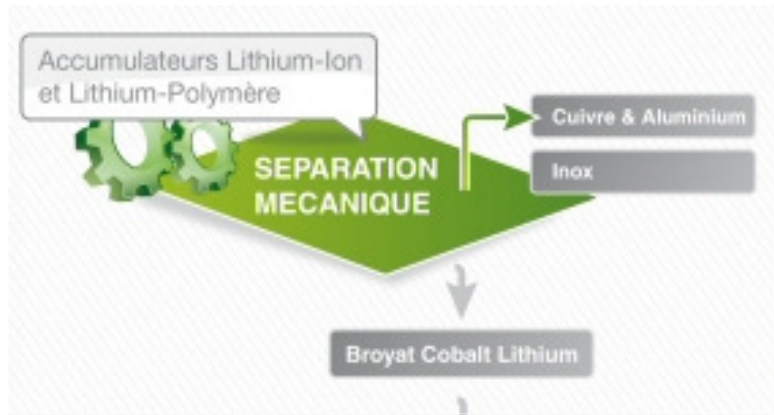 Accumulateurs Lithium-Ion
et Lithium-Polymère
Cuivre & Aluminium
SEPARATION
MECANIQUE
Inox
Broyat Cobalt Lithium